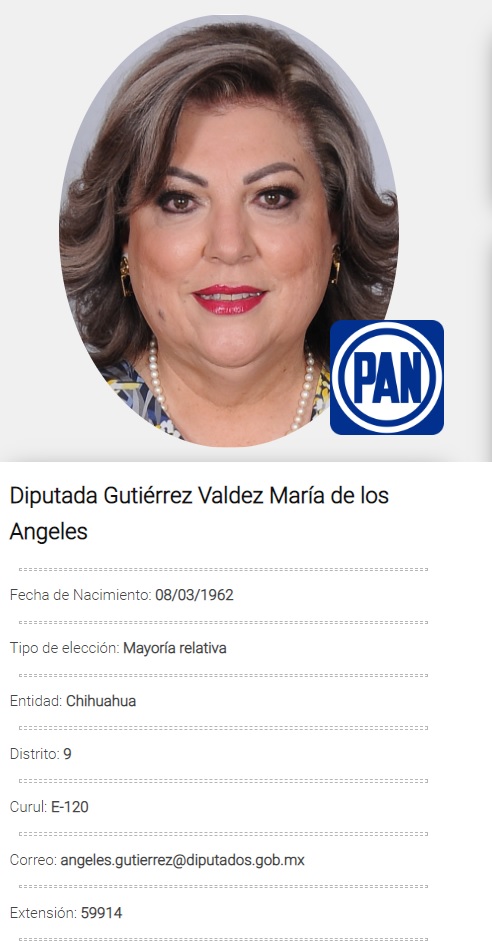 PAN
Diputada Gutiérrez Valdez María de los
Angeles
Fecha de Nacimiento: 08/03/1962
Tipo de elección: Mayoría relativa
Entidad: Chihuahua
Distrito: 9
Curul: E-120
Correo: angeles.gutierrez@diputados.gob.mx
Extensión: 59914